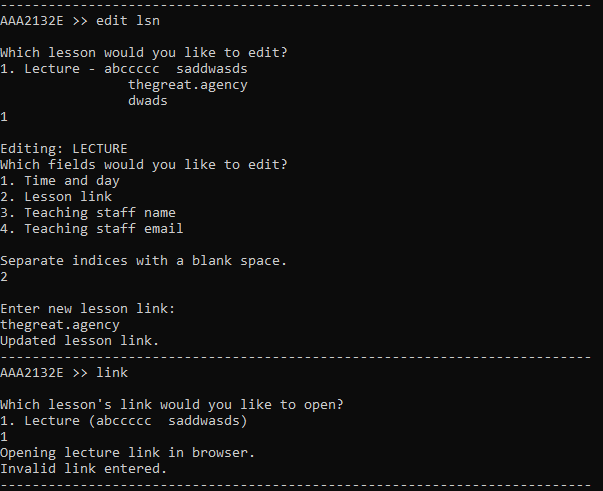 --------------------------------------------------------------------------
AAA2132E >> edit lsn
Which lesson would you like to edit?
1. Lecture - abccccc  saddwasds
thegreat.agency
dwads
1
Editing: LECTURE
Which fields would you like to edit?
1. Time and day
2. Lesson link
3. Teaching staff name
4. Teaching staff email
Separate indices with a blank space.
2
Enter new lesson link:
thegreat.agency
Updated lesson link.
--------------------------------------------------------------------------
AAA2132E >> link
Which lesson's link would you like to open?
1. Lecture (abccccc  saddwasds)
1
Opening lecture link in browser.
Invalid link entered.
--------------------------------------------------------------------------